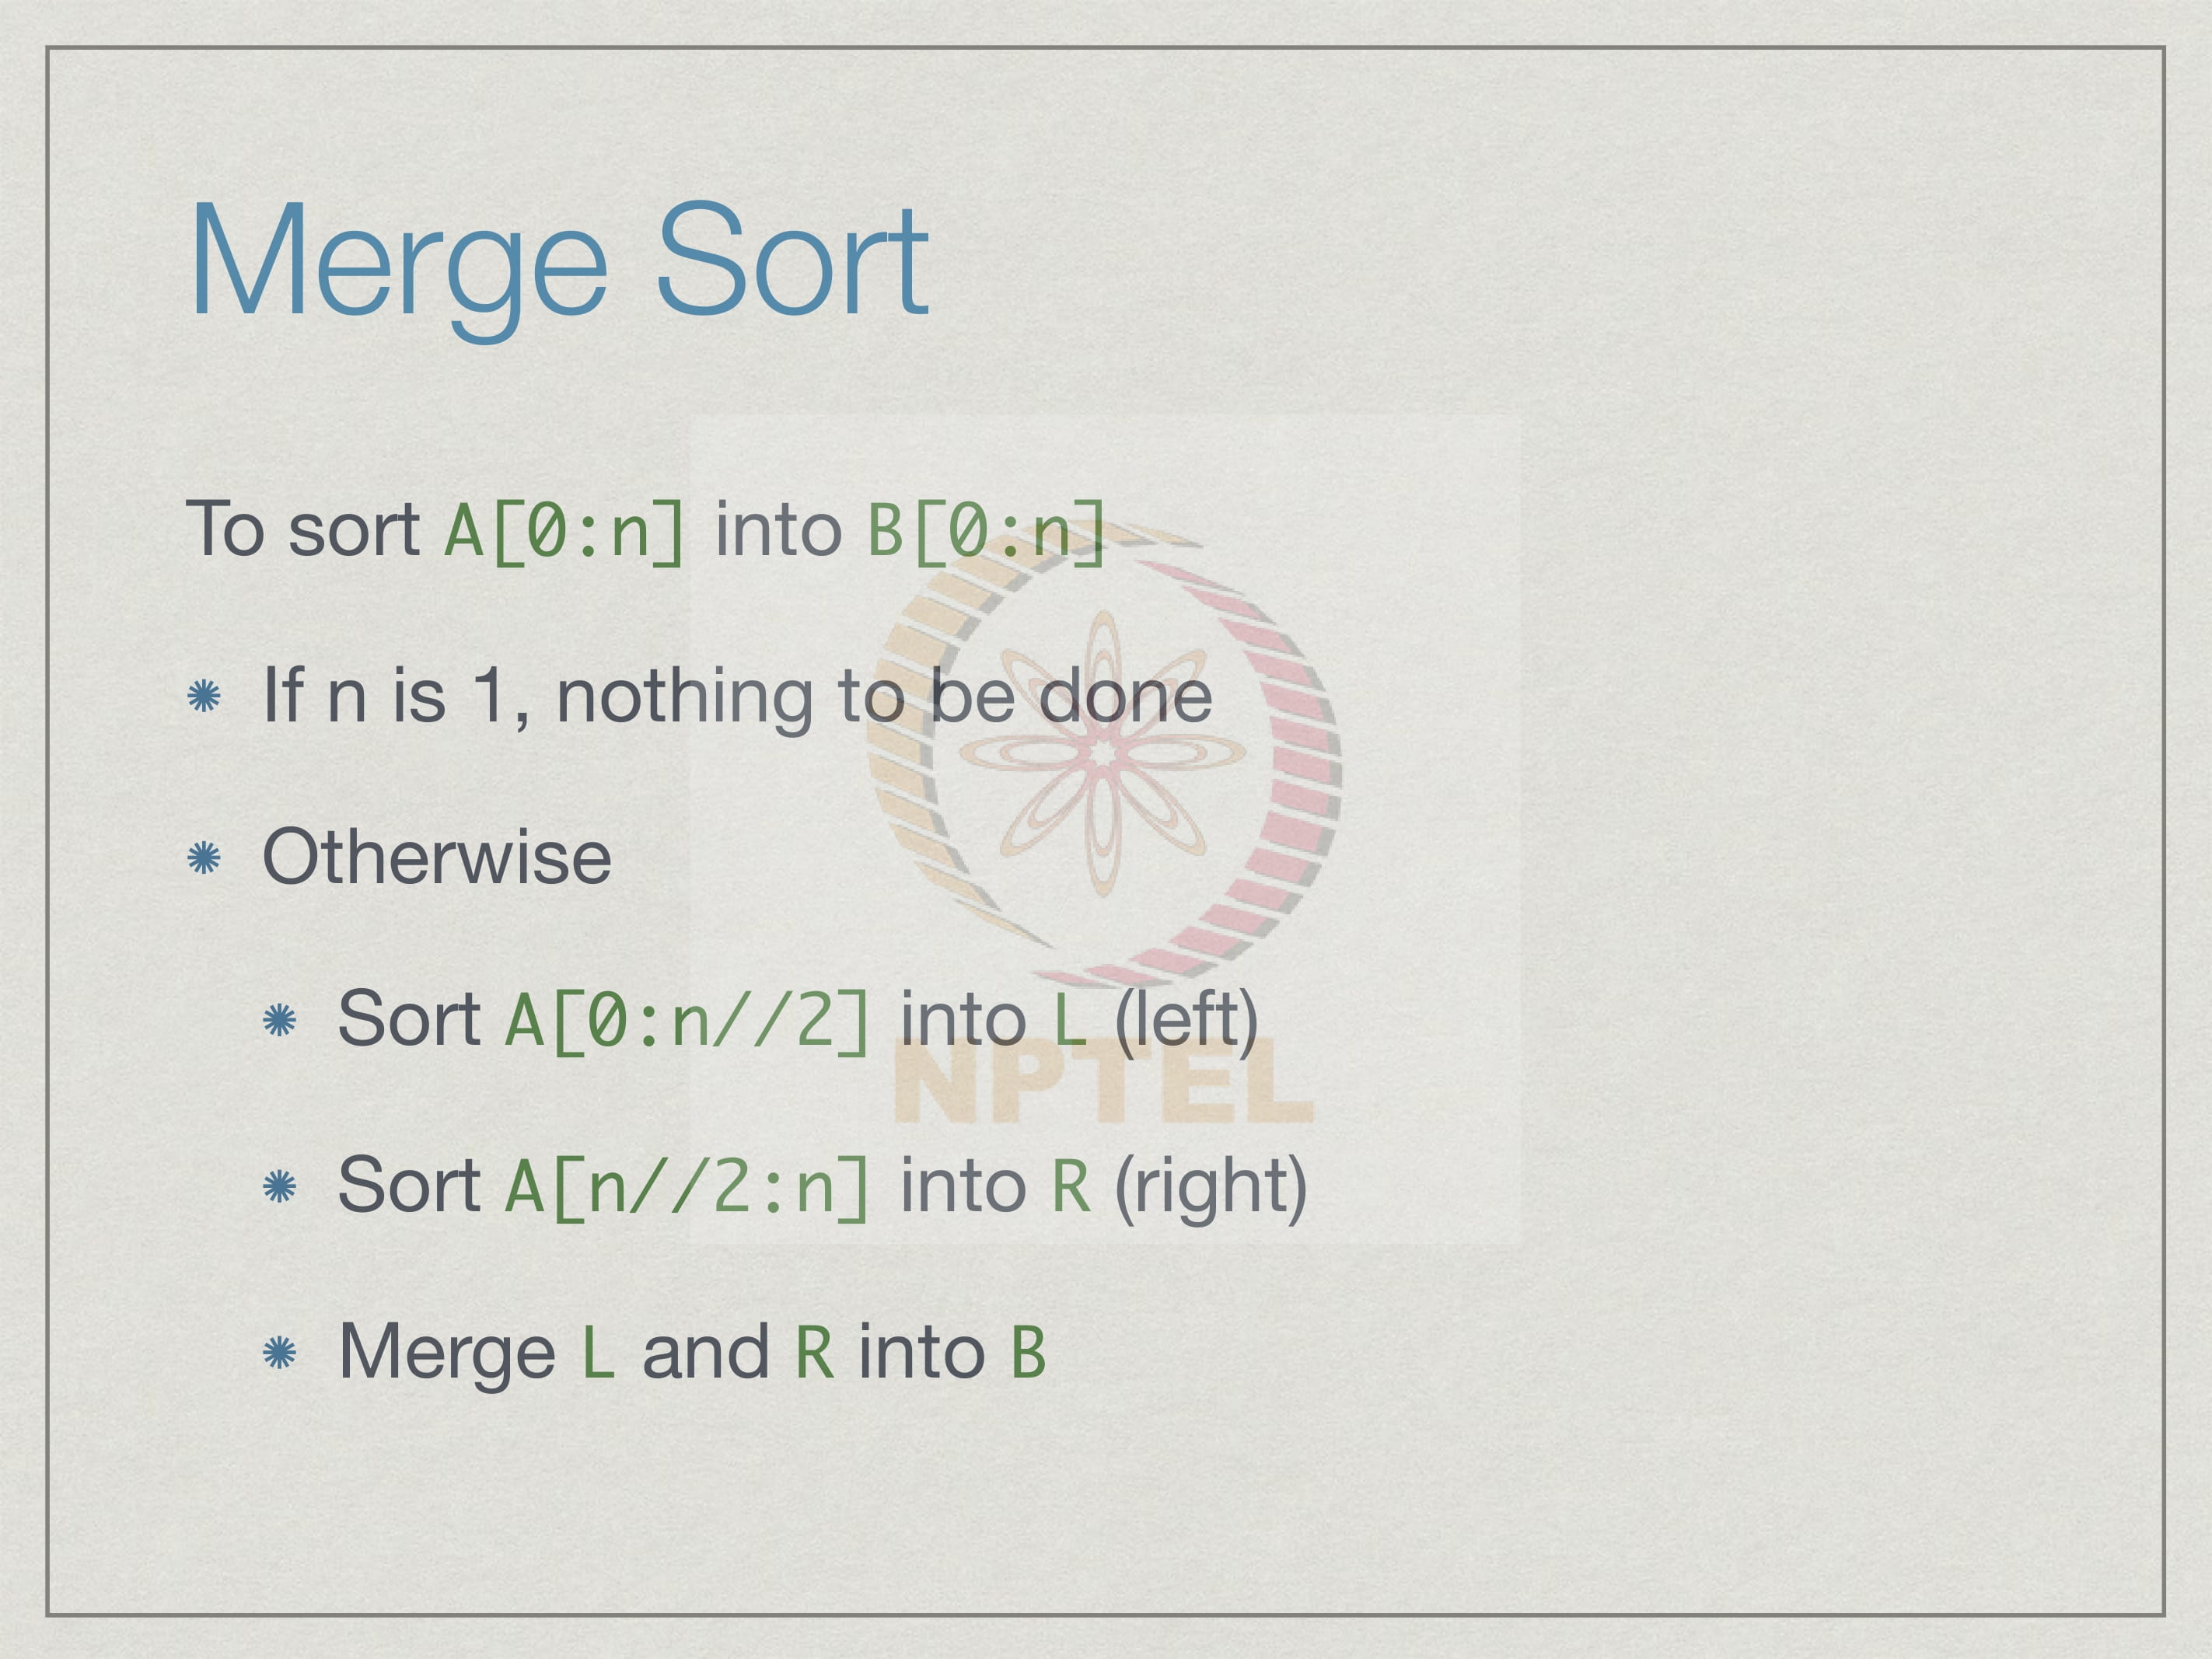 Merge Sort
To sort A[0:n] into B[0:n]
If n is 1, nothing to be done
Otherwise
Sort A[0:n//2] into L (left)
NPTEL
Sort A[n//2:n] into R (right)
Merge L and R into B